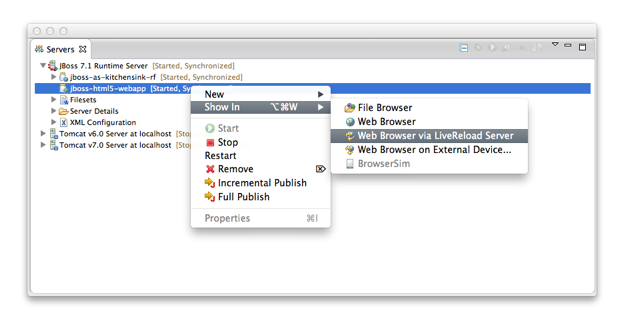 Servers
JBoss 7.1 Runtime Server [Started, Synchronized]
jboss-as-kitchensink-rf [Started, Synchronized]
jboss-html5-webapp [Started, Sy
Filesets
Server Details
XML Configuration
Tomcat v6.0 Server at localhost [Sto
Tomcat v7.0 Server at localhost [Sto
New
Show In ⌥⌘W
Start
Stop
Restart
Remove
Incremental Publish
Full Publish
Properties ⌘I
File Browser
Web Browser
Web Browser via LiveReload Server
Web Browser on External Device...
BrowserSim